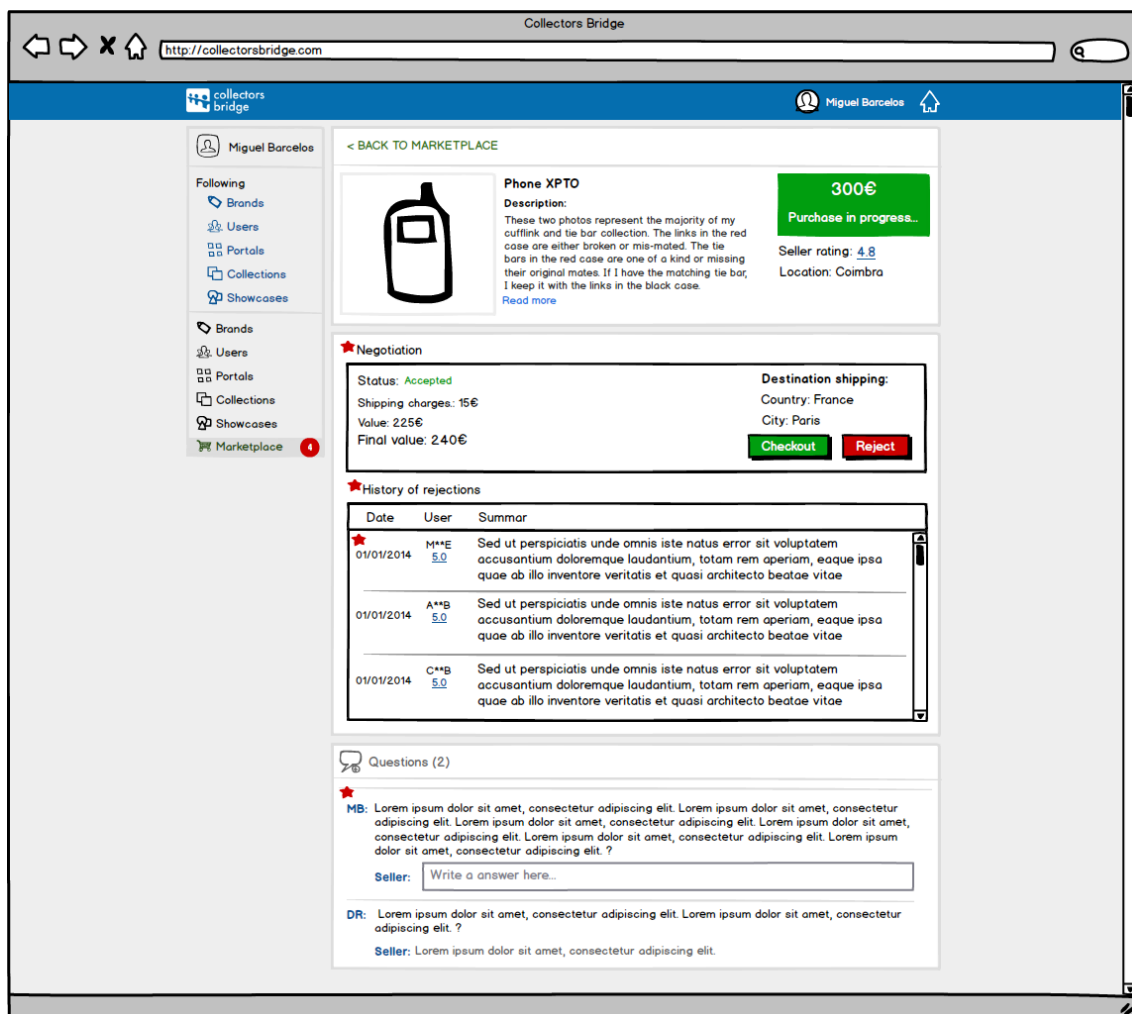 Collectors Bridge
http://collectorsbridge.com
collectors
bridge
Miguel Barcelos
Miguel Barcelos
Following
Brands
Users
Portals
Collections
Showcases
Brands
Users
Portals
Collections
Showcases
Marketplace
4
< BACK TO MARKETPLACE
Phone XPTO
Description:
These two photos represent the majority of my
cufflink and tie bar collection. The links in the red
case are either broken or mis-mated. The tie
bars in the red case are one of a kind or missing
their original mates. If I have the matching tie bar,
I keep it with the links in the black case.
Read more
300€
Purchase in progress...
Seller rating: 4.8
Location: Coimbra
Negotiation
Status: Accepted
Shipping charges.: 15€
Value: 225€
Final value: 240€
Destination shipping:
Country: France
City: Paris
Checkout Reject
History of rejections
Date User Summar
01/01/2014
M**E
5.0
Sed ut perspiciatis unde omnis iste natus error sit voluptatem
accusantium doloremque laudantium, totam rem aperiam, eaque ipsa
quae ab illo inventore veritatis et quasi architecto beatae vitae
01/01/2014
A**B
5.0
Sed ut perspiciatis unde omnis iste natus error sit voluptatem
accusantium doloremque laudantium, totam rem aperiam, eaque ipsa
quae ab illo inventore veritatis et quasi architecto beatae vitae
01/01/2014
C**B
5.0
Sed ut perspiciatis unde omnis iste natus error sit voluptatem
accusantium doloremque laudantium, totam rem aperiam, eaque ipsa
quae ab illo inventore veritatis et quasi architecto beatae vitae
Questions (2)
MB: Lorem ipsum dolor sit amet, consectetur adipiscing elit. Lorem ipsum dolor sit amet, consectetur
adipiscing elit. Lorem ipsum dolor sit amet, consectetur adipiscing elit. Lorem ipsum dolor sit amet,
consectetur adipiscing elit. Lorem ipsum dolor sit amet, consectetur adipiscing elit. Lorem ipsum
dolor sit amet, consectetur adipiscing elit. ?
Seller: Write a answer here...
DR: Lorem ipsum dolor sit amet, consectetur adipiscing elit. Lorem ipsum dolor sit amet, consectetur
adipiscing elit. ?
Seller: Lorem ipsum dolor sit amet, consectetur adipiscing elit.